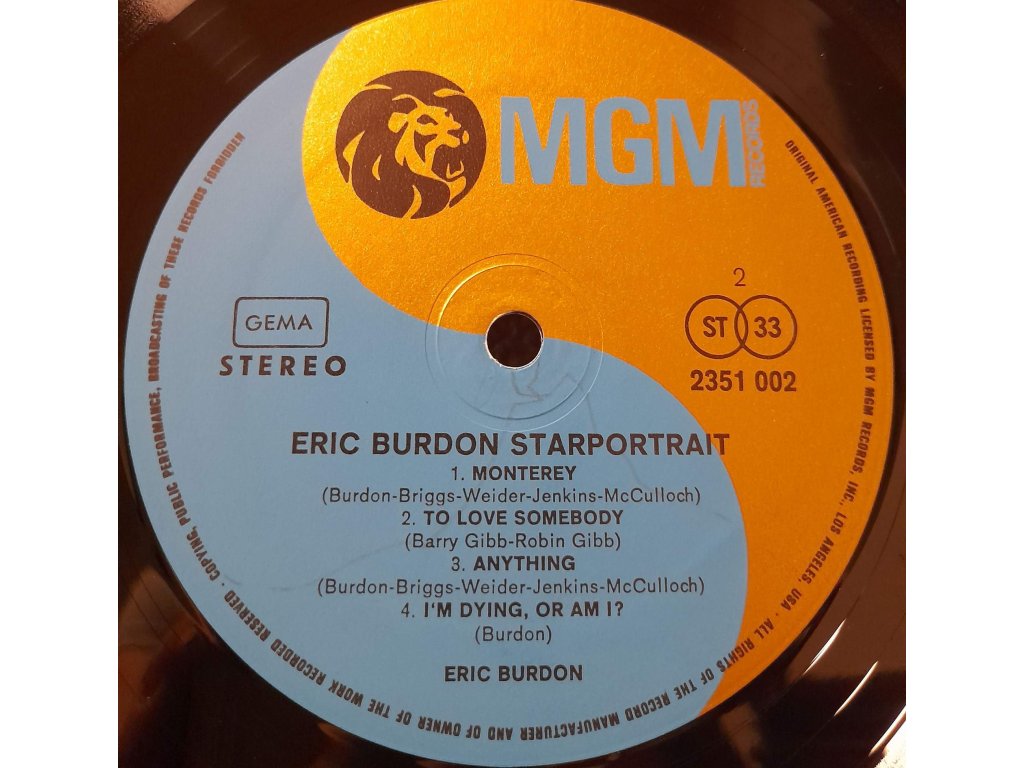 MGM
RECORDS
2
ST 33
2351 002
GEMA
STEREO
ERIC BURDON STARPORTRAIT
1. MONTEREY
(Burdon-Briggs-Weider-Jenkins-McCulloch)
2. TO LOVE SOMEBODY
(Barry Gibb-Robin Gibb)
3. ANYTHING
(Burdon-Briggs-Weider-Jenkins-McCulloch)
4. I'M DYING, OR AM I?
(Burdon)
ERIC BURDON
ORIGINAL AMERICAN RECORDING LICENSED BY MGM RECORDS, INC., LOS ANGELES, USA · ALL RIGHTS OF THE RECORD MANUFACTURER AND OF OWNER OF THE WORK RECORDED RESERVED · COPYING, PUBLIC PERFORMANCE, BROADCASTING OF THESE RECORDS FORBIDDEN